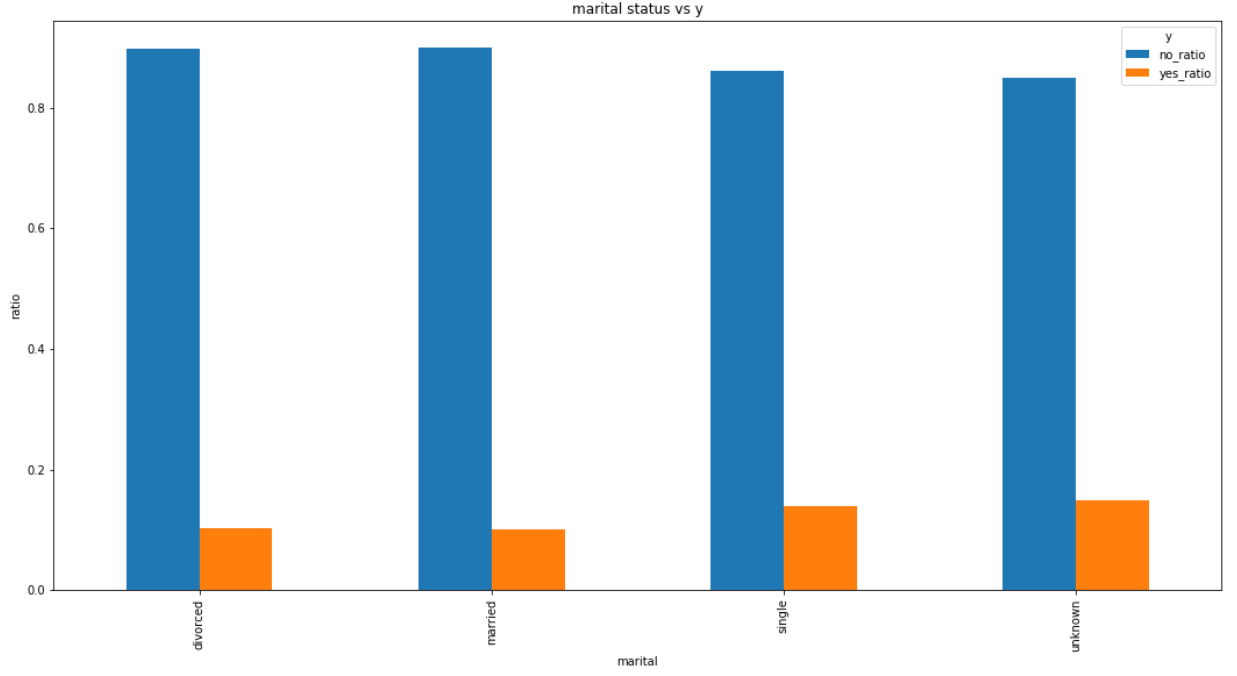 marital status vs y
y
no_ratio
yes_ratio
0.8
0.6
0.4
0.2
0.0
ratio
divorced
married
single
unknown
marital